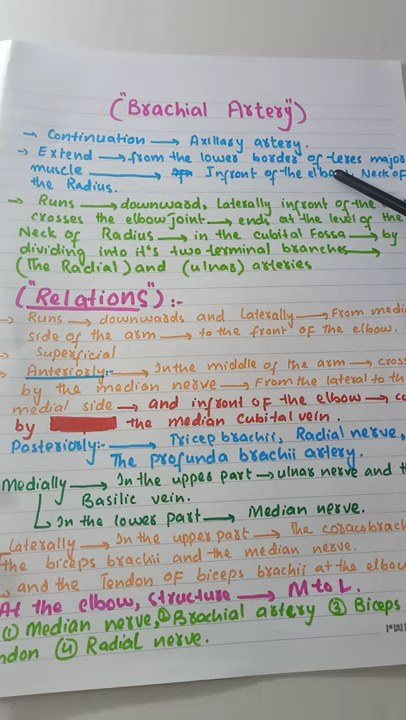 ("Brachial Artery")
→ Continuation → Axillary artery.
→ Extend → from the lower border of teres major
muscle → Infront of the elbow, Neck of
the Radius.
→ Runs → downward, Laterally infront of the
crosses the elbow joint → ends at the level of the
Neck of Radius → in the cubital Fossa → by
dividing into it's two terminal branches →
(The Radial) and (ulnar) arteries
("Relations") :-
→ Runs → downwards and Laterally → From medi
side of the arm → to the front of the elbow.
→ Superficial
→ Anteriorly: → In the middle of the arm → cross
by the median nerve → From the lateral to th
medial side → and infront of the elbow → co
by the median cubital vein.
Posteriorly:- → Tricep brachii, Radial nerve,
The profunda brachii artery.
Medially → In the upper part → ulnar nerve and th
Basilic vein.
↳ In the lower part → Median nerve.
Laterally → In the upper part → The coracobrach
the biceps brachii and the median nerve.
, and the Tendon of biceps brachii at the elbow
At the elbow, structure → M to L.
① Median nerve, ② Brachial artery ③ Biceps
ndon ④ Radial nerve.